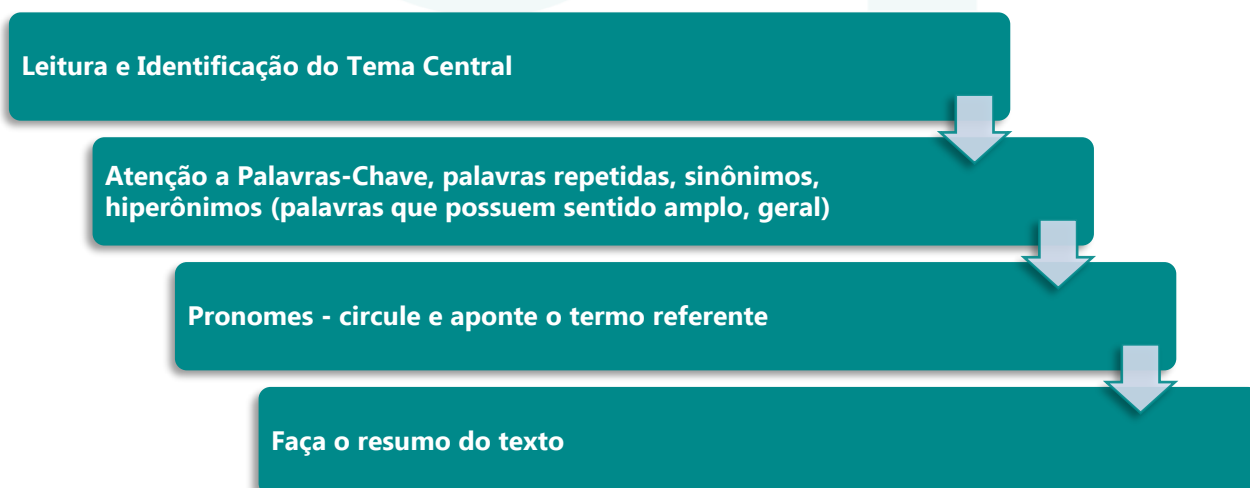 Leitura e Identificação do Tema Central
Atenção a Palavras-Chave, palavras repetidas, sinônimos,
hiperônimos (palavras que possuem sentido amplo, geral)
Pronomes - circule e aponte o termo referente
Faça o resumo do texto